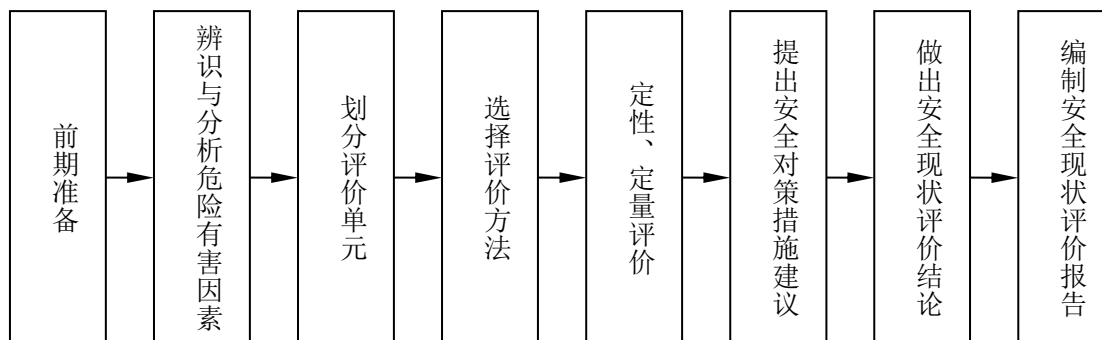 前期准备
辨识与分析危险有害因素
划分评价单元
选择评价方法
定性、定量评价
提出安全对策措施建议
做出安全现状评价结论
编制安全现状评价报告